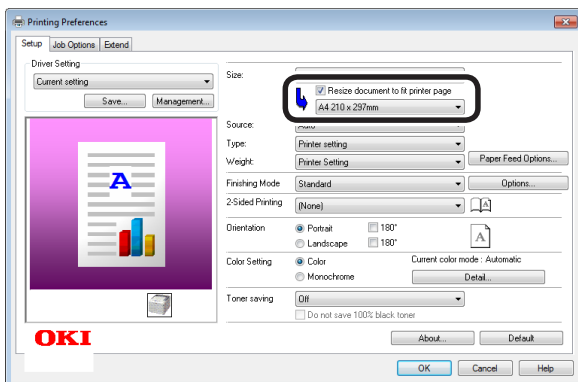 Printing Preferences
Setup Job Options Extend
Driver Setting
Current setting
Save... Management...
Size:
Resize document to fit printer page
A4 210 x 297mm
Source:
Type: Printer setting
Weight: Printer Setting Paper Feed Options...
Finishing Mode Standard Options...
2-Sided Printing (None)
Orientation Portrait 180°
Landscape 180°
Color Setting Color Current color mode : Automatic
Monochrome Detail...
Toner saving Off
Do not save 100% black toner
A
A
A
OKI
About... Default
OK Cancel Help